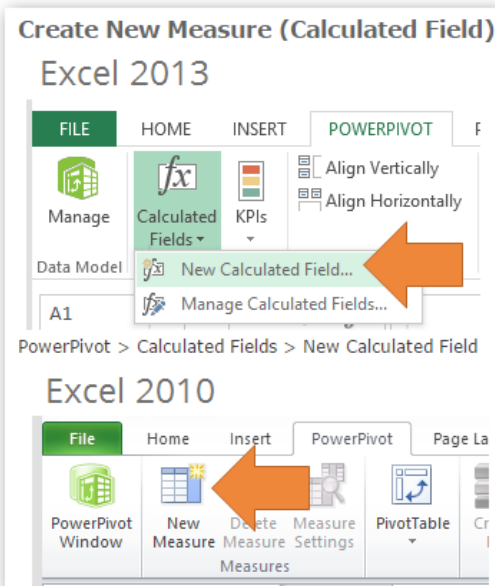 Create New Measure (Calculated Field)
Excel 2013
FILE HOME INSERT POWERPIVOT
Manage
Calculated Fields
KPIs
Align Vertically
Align Horizontally
Data Model
New Calculated Field...
Manage Calculated Fields...
A1
PowerPivot > Calculated Fields > New Calculated Field
Excel 2010
File Home Insert PowerPivot Page La
PowerPivot Window
New Measure
Delete Measure
Measure Settings
PivotTable
Measures